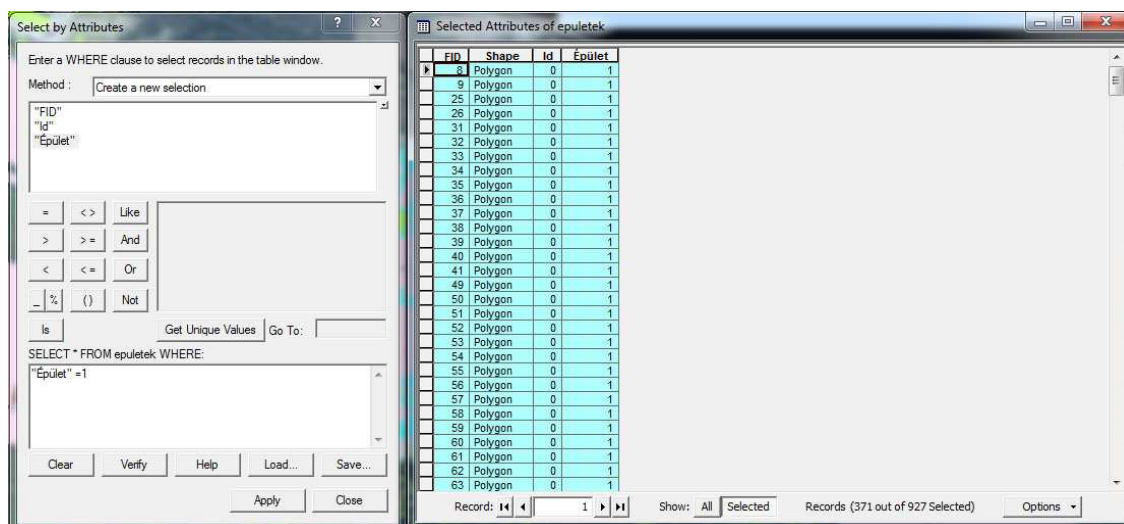 Select by Attributes
Enter a WHERE clause to select records in the table window.
Method : Create a new selection
"FID"
"Id"
"Épület"
= < > Like
> > = And
< < = Or
_ % () Not
Is Get Unique Values Go To:
SELECT * FROM epuletek WHERE:
"Épület" =1
Clear Verify Help Load... Save...
Apply Close
Selected Attributes of epuletek
FID Shape Id Épület
8 Polygon 0 1
9 Polygon 0 1
25 Polygon 0 1
26 Polygon 0 1
31 Polygon 0 1
32 Polygon 0 1
33 Polygon 0 1
34 Polygon 0 1
35 Polygon 0 1
36 Polygon 0 1
37 Polygon 0 1
38 Polygon 0 1
39 Polygon 0 1
40 Polygon 0 1
41 Polygon 0 1
49 Polygon 0 1
50 Polygon 0 1
51 Polygon 0 1
52 Polygon 0 1
53 Polygon 0 1
54 Polygon 0 1
55 Polygon 0 1
56 Polygon 0 1
57 Polygon 0 1
58 Polygon 0 1
59 Polygon 0 1
60 Polygon 0 1
61 Polygon 0 1
62 Polygon 0 1
63 Polygon 0 1
Record: 1 Show: All Selected Records (371 out of 927 Selected) Options